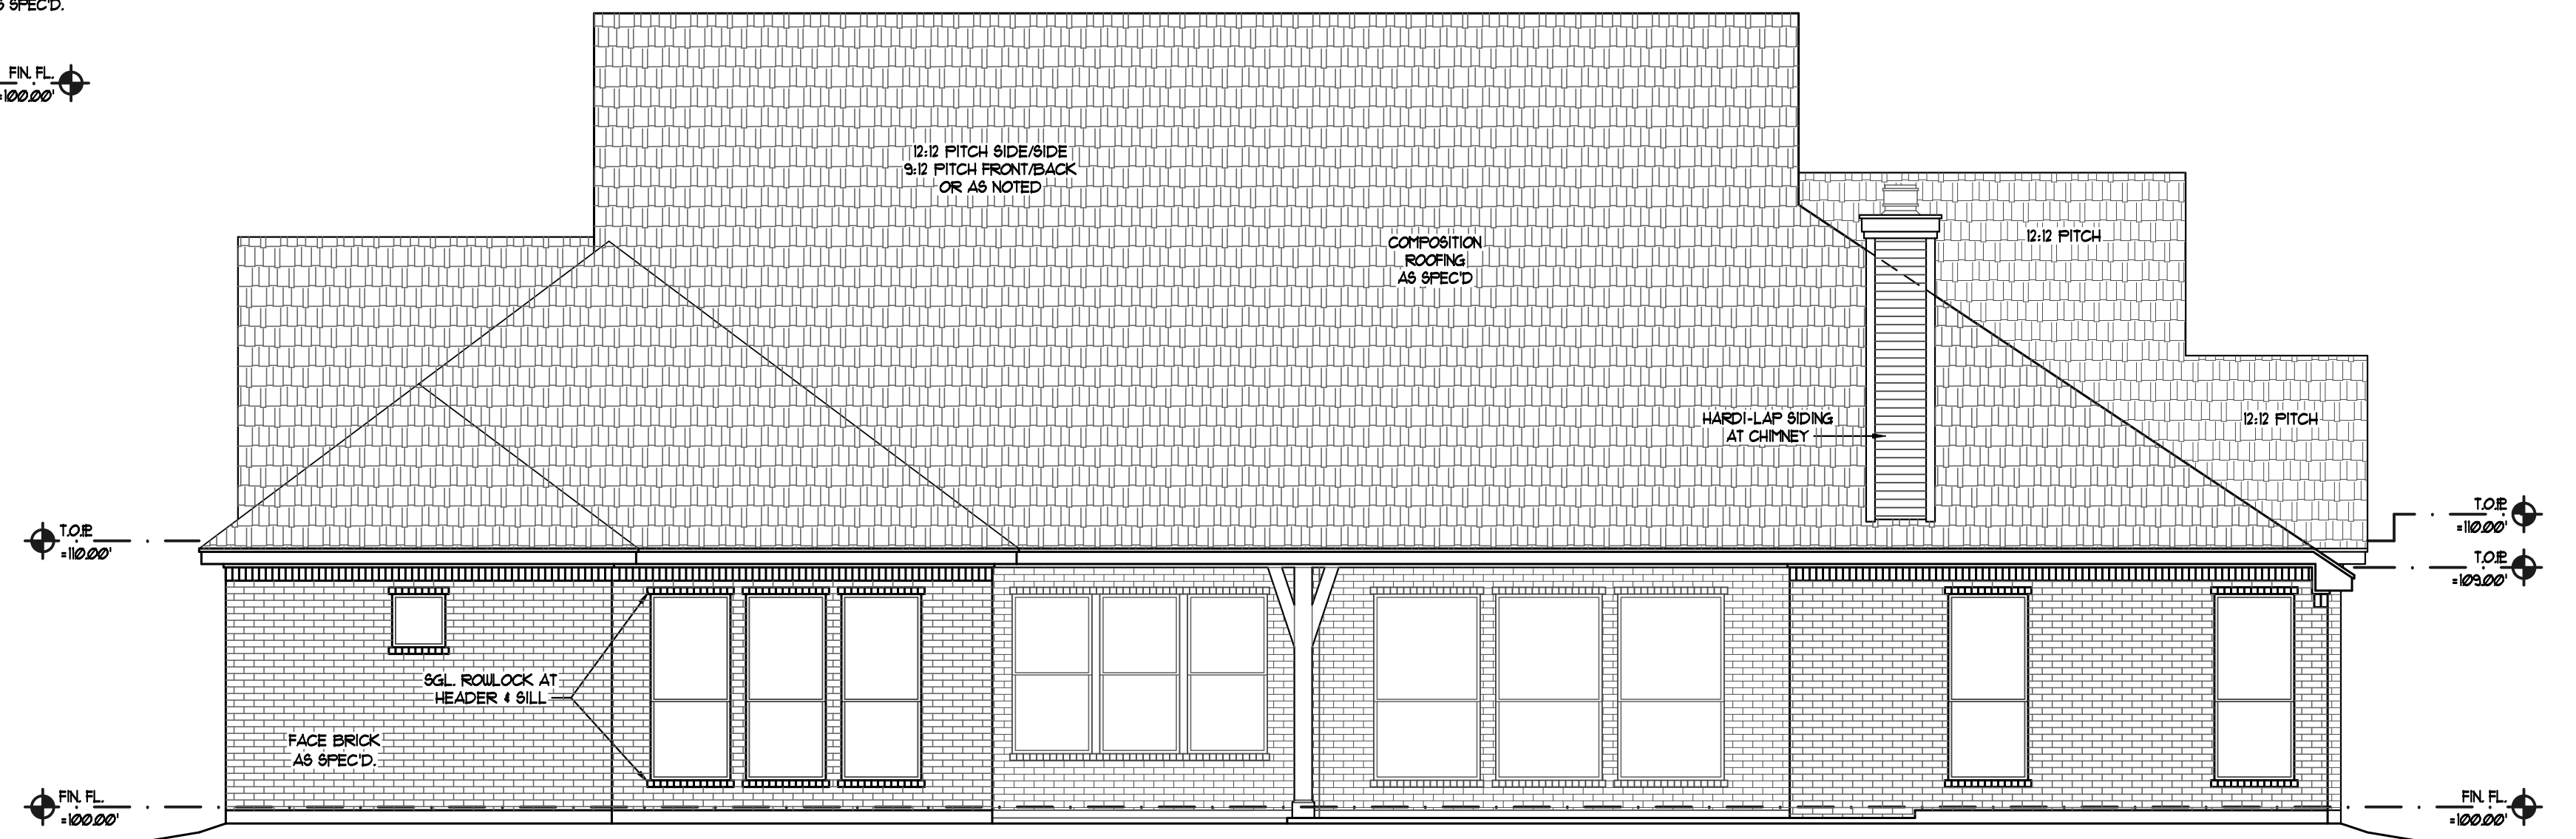 AS SPEC'D.
FIN. FL.
=100.00'
12:12 PITCH SIDE/SIDE
9:12 PITCH FRONT/BACK
OR AS NOTED
COMPOSITION
ROOFING
AS SPEC'D
12:12 PITCH
HARDI-LAP SIDING
AT CHIMNEY
12:12 PITCH
T.O.P.
=110.00'
T.O.P.
=110.00'
T.O.P.
=109.00'
SGL. ROWLOCK AT
HEADER & SILL
FACE BRICK
AS SPEC'D.
FIN. FL.
=100.00'
FIN. FL.
=100.00'